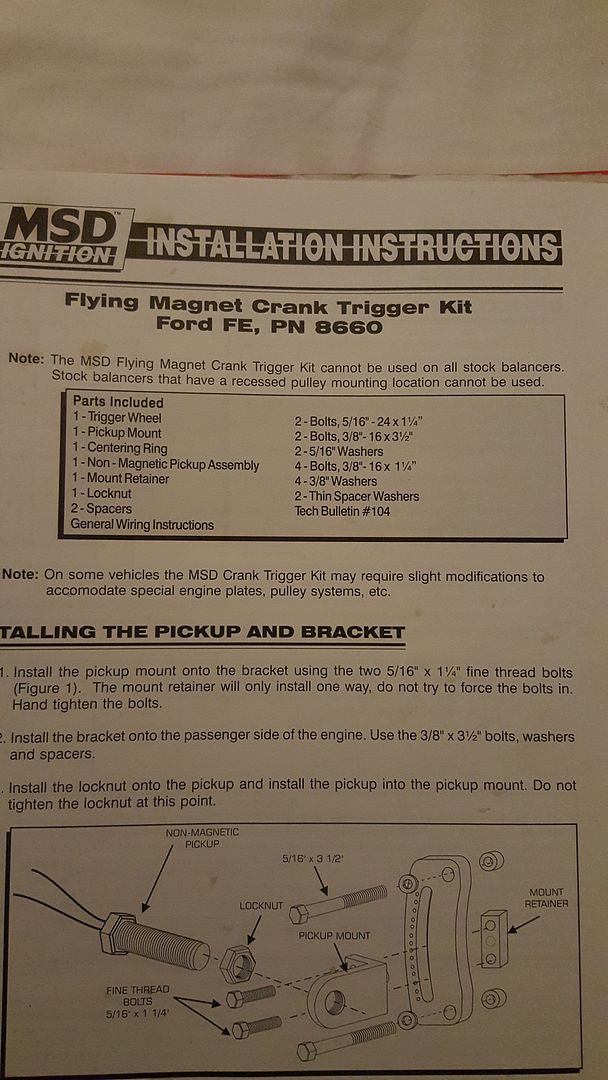 MSD™
IGNITION
INSTALLATION INSTRUCTIONS
Flying Magnet Crank Trigger Kit
Ford FE, PN 8660
Note: The MSD Flying Magnet Crank Trigger Kit cannot be used on all stock balancers.
Stock balancers that have a recessed pulley mounting location cannot be used.
Parts Included
1 - Trigger Wheel
1 - Pickup Mount
1 - Centering Ring
1 - Non - Magnetic Pickup Assembly
1 - Mount Retainer
1 - Locknut
2 - Spacers
General Wiring Instructions
2 - Bolts, 5/16" - 24 x 1¼"
2 - Bolts, 3/8"- 16 x 3½"
2 - 5/16" Washers
4 - Bolts, 3/8"- 16 x 1¼"
4 - 3/8" Washers
2 - Thin Spacer Washers
Tech Bulletin #104
Note: On some vehicles the MSD Crank Trigger Kit may require slight modifications to
accomodate special engine plates, pulley systems, etc.
TALLING THE PICKUP AND BRACKET
1. Install the pickup mount onto the bracket using the two 5/16" x 1¼" fine thread bolts
(Figure 1). The mount retainer will only install one way, do not try to force the bolts in.
Hand tighten the bolts.
2. Install the bracket onto the passenger side of the engine. Use the 3/8" x 3½" bolts, washers
and spacers.
. Install the locknut onto the pickup and install the pickup into the pickup mount. Do not
tighten the locknut at this point.
NON-MAGNETIC
PICKUP
5/16" x 3 1/2"
LOCKNUT
PICKUP MOUNT
MOUNT
RETAINER
FINE THREAD
BOLTS
5/16" x 1 1/4"